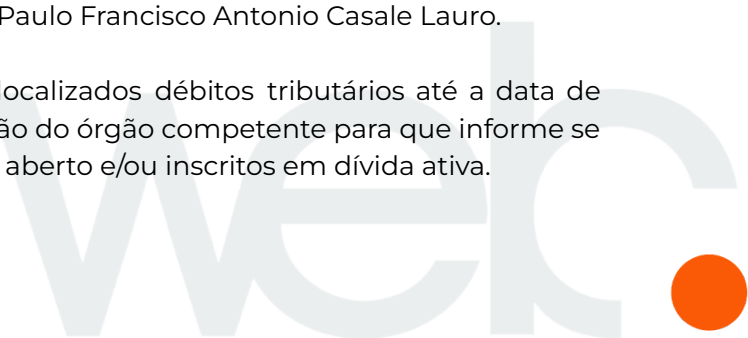 Paulo Francisco Antonio Casale Lauro.
localizados débitos tributários até a data de
ão do órgão competente para que informe se
aberto e/ou inscritos em dívida ativa.
web.